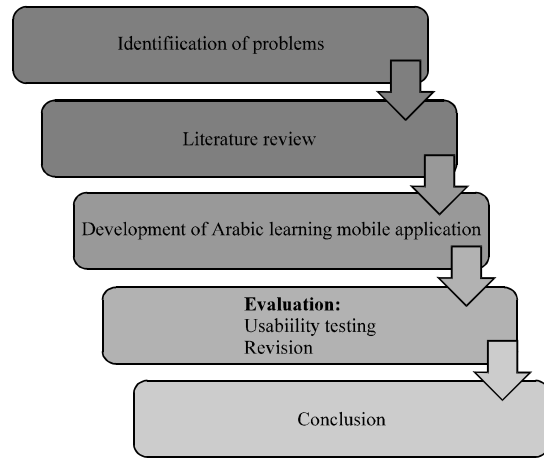 Identifiication of problems
Literature review
Development of Arabic learning mobile application
Evaluation:
Usabiility testing
Revision
Conclusion